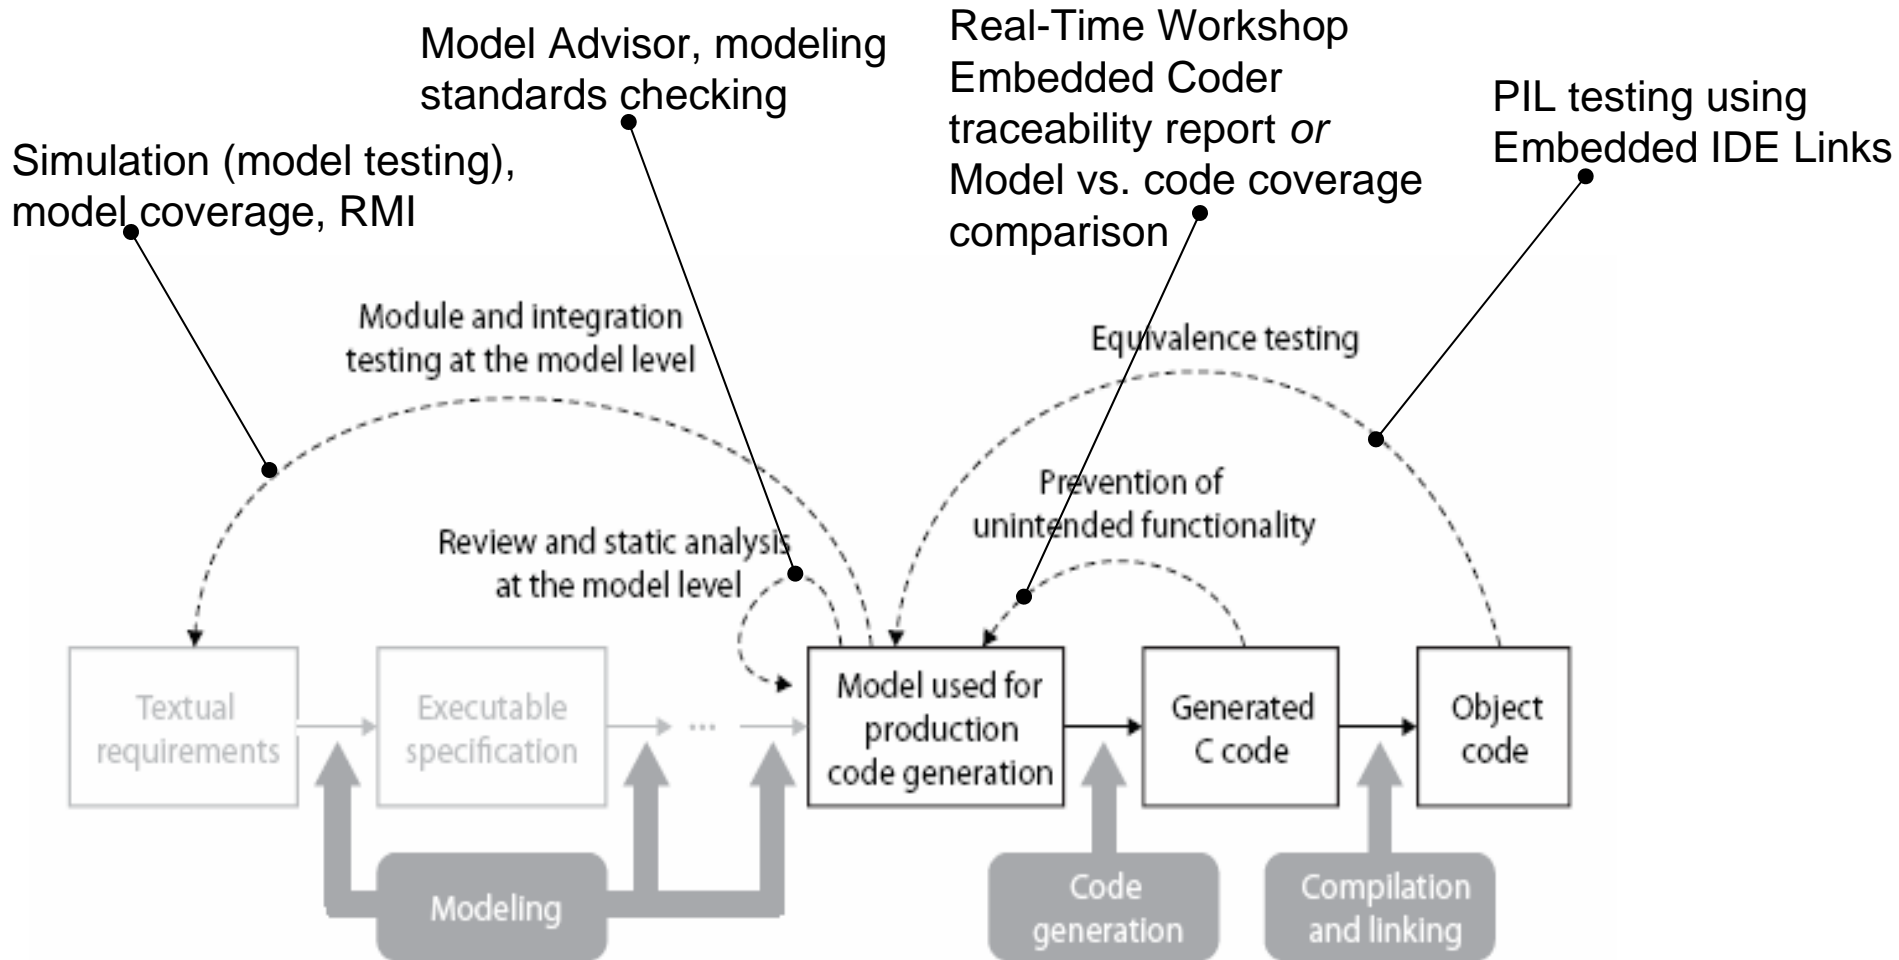 Model Advisor, modeling
standards checking
Real-Time Workshop
Embedded Coder
traceability report or
Model vs. code coverage
comparison
PIL testing using
Embedded IDE Links
Simulation (model testing),
model coverage, RMI
Module and integration
testing at the model level
Equivalence testing
Prevention of
unintended functionality
Review and static analysis
at the model level
Textual
requirements
Executable
specification
...
Model used for
production
code generation
Generated
C code
Object
code
Modeling
Code
generation
Compilation
and linking